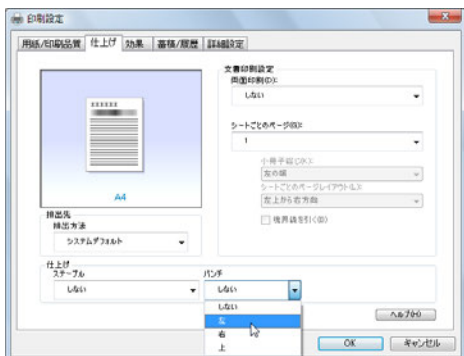 印刷設定
用紙/印刷品質 仕上げ 効果 蓄積/履歴 詳細設定
文書印刷設定
両面印刷(D):
しない
シートごとのページ(G):
1
小冊子綴じ(K):
左の端
シートごとのページレイアウト(L):
左上から右方向
境界線を引く(B)
XXXXXX
A4
排出先
排出方法
システムデフォルト
仕上げ
ステープル
しない
パンチ
しない
しない
左
右
上
ヘルプ(H)
OK キャンセル